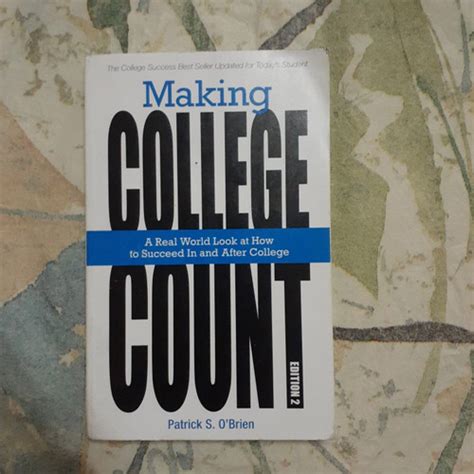 The College Success Best Seller Updated for Today's Student
Making
COLLEGE
A Real World Look at How
to Succeed In and After College
COUNT
EDITION 2
Patrick S. O'Brien